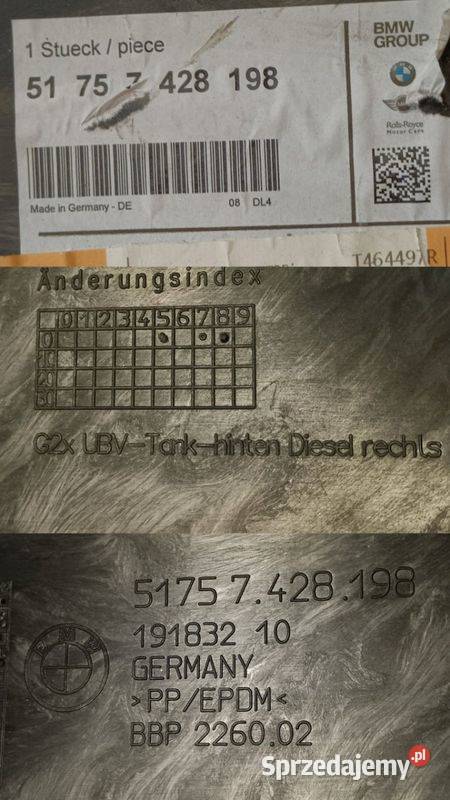 1 Stueck / piece
BMW
GROUP
51 75 7 428 198
Rolls-Royce
Motor Cars
Made in Germany - DE
08 DL4
T464497R
Änderungsindex
0 1 2 3 4 5 6 7 8 9
0
10
20
30
G2x UBV-Tank-hinten Diesel rechts
5175 7.428.198
191832 10
BMW
GERMANY
>PP/EPDM<
BBP 2260.02
Sprzedajemy.pl